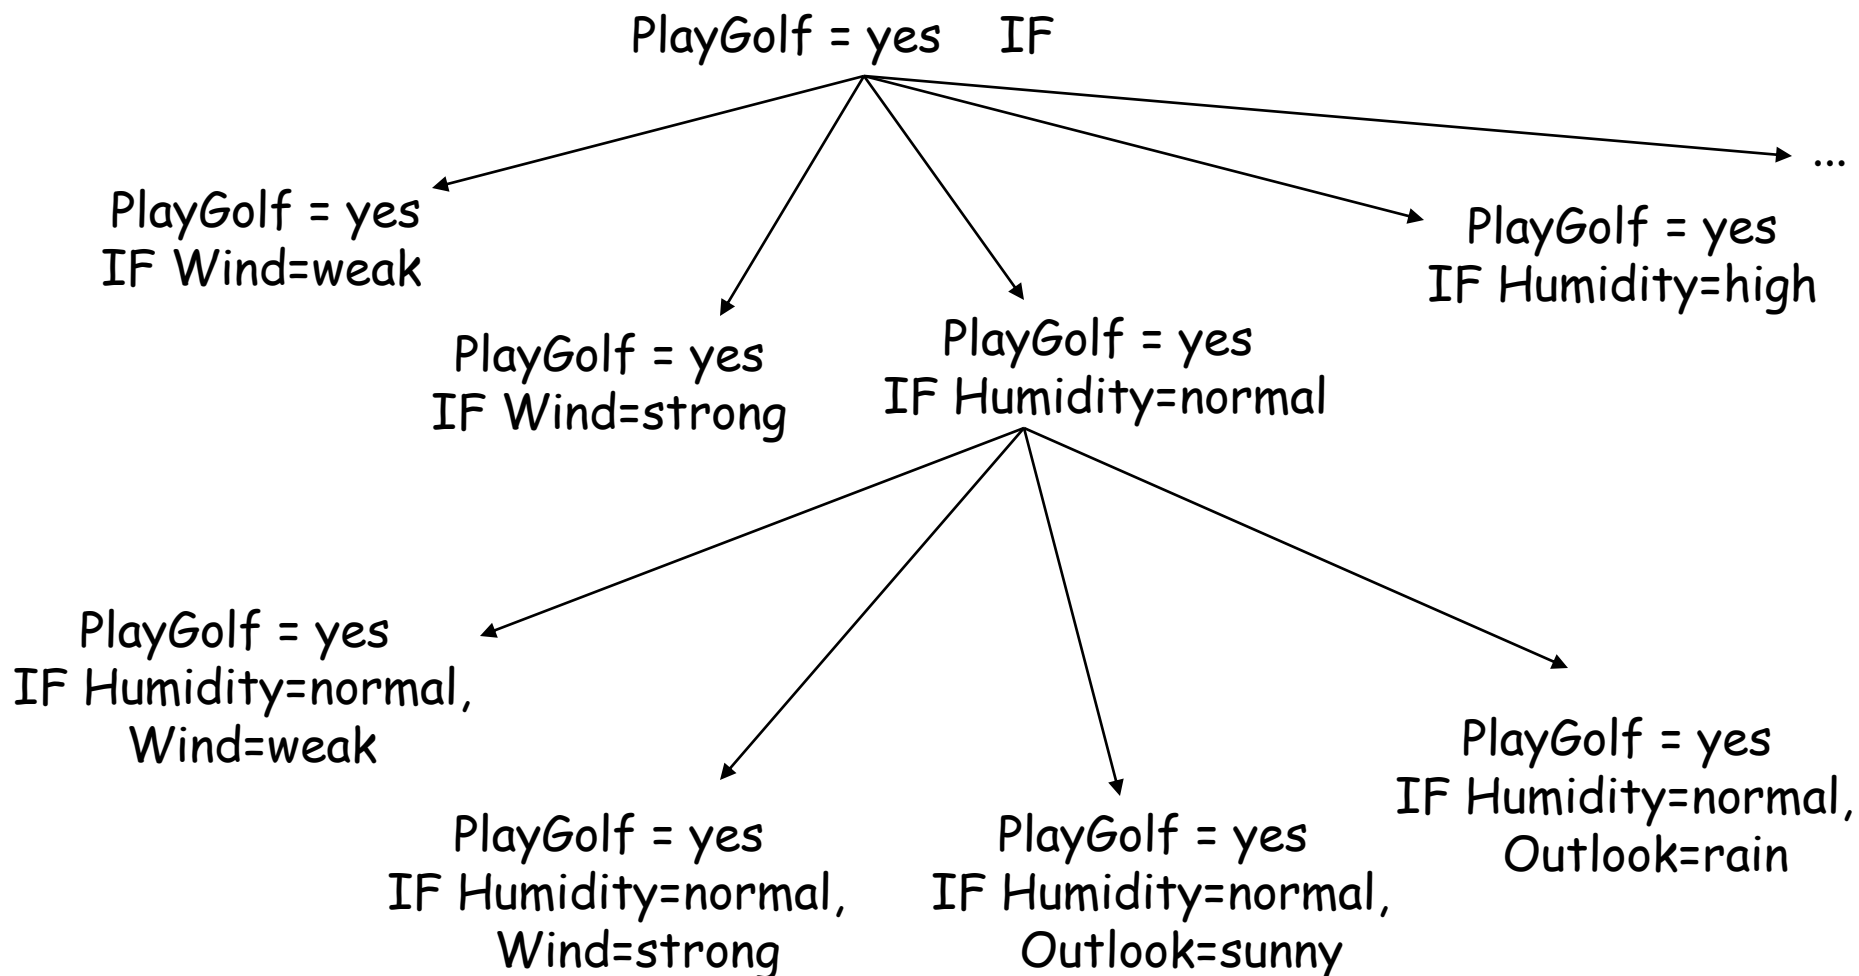 PlayGolf = yes IF
...
PlayGolf = yes
IF Wind=weak
PlayGolf = yes
IF Wind=strong
PlayGolf = yes
IF Humidity=normal
PlayGolf = yes
IF Humidity=high
PlayGolf = yes
IF Humidity=normal,
Wind=weak
PlayGolf = yes
IF Humidity=normal,
Wind=strong
PlayGolf = yes
IF Humidity=normal,
Outlook=sunny
PlayGolf = yes
IF Humidity=normal,
Outlook=rain